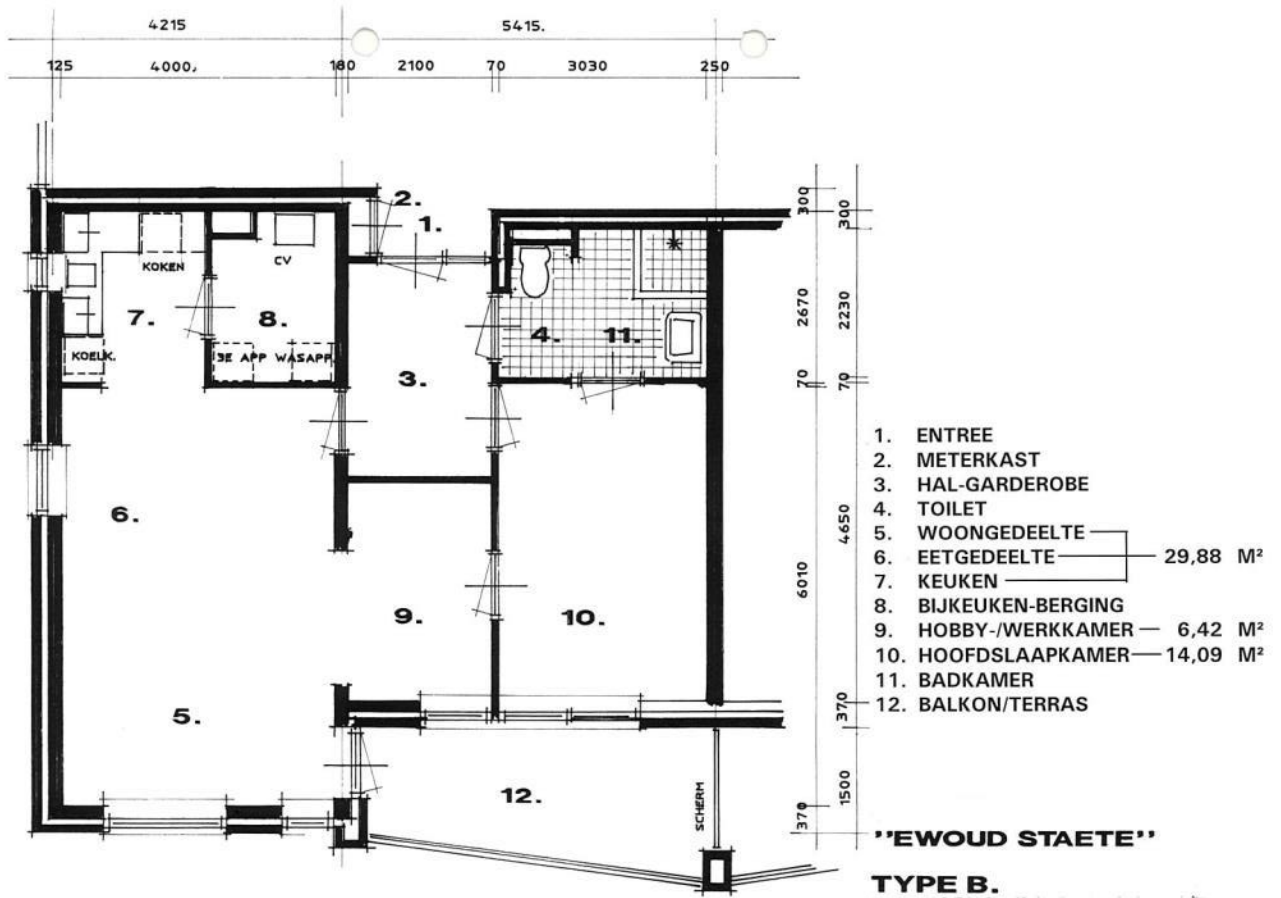 4215 5415.
125 4000. 180 2100 70 3030 250
2.
1.
KOKEN
CV
7.
8.
4.
11.
KOELK.
3E APP WASAPP.
3.
6.
9.
10.
5.
12.
SCHERM
300 300
2670 2230
70 70
4650
6010
370
1500
370
1. ENTREE
2. METERKAST
3. HAL-GARDEROBE
4. TOILET
5. WOONGEDEELTE
6. EETGEDEELTE 29,88 M²
7. KEUKEN
8. BIJKEUKEN-BERGING
9. HOBBY-/WERKKAMER — 6,42 M²
10. HOOFDSLAAPKAMER — 14,09 M²
11. BADKAMER
12. BALKON/TERRAS
"EWOUD STAETE"
TYPE B.